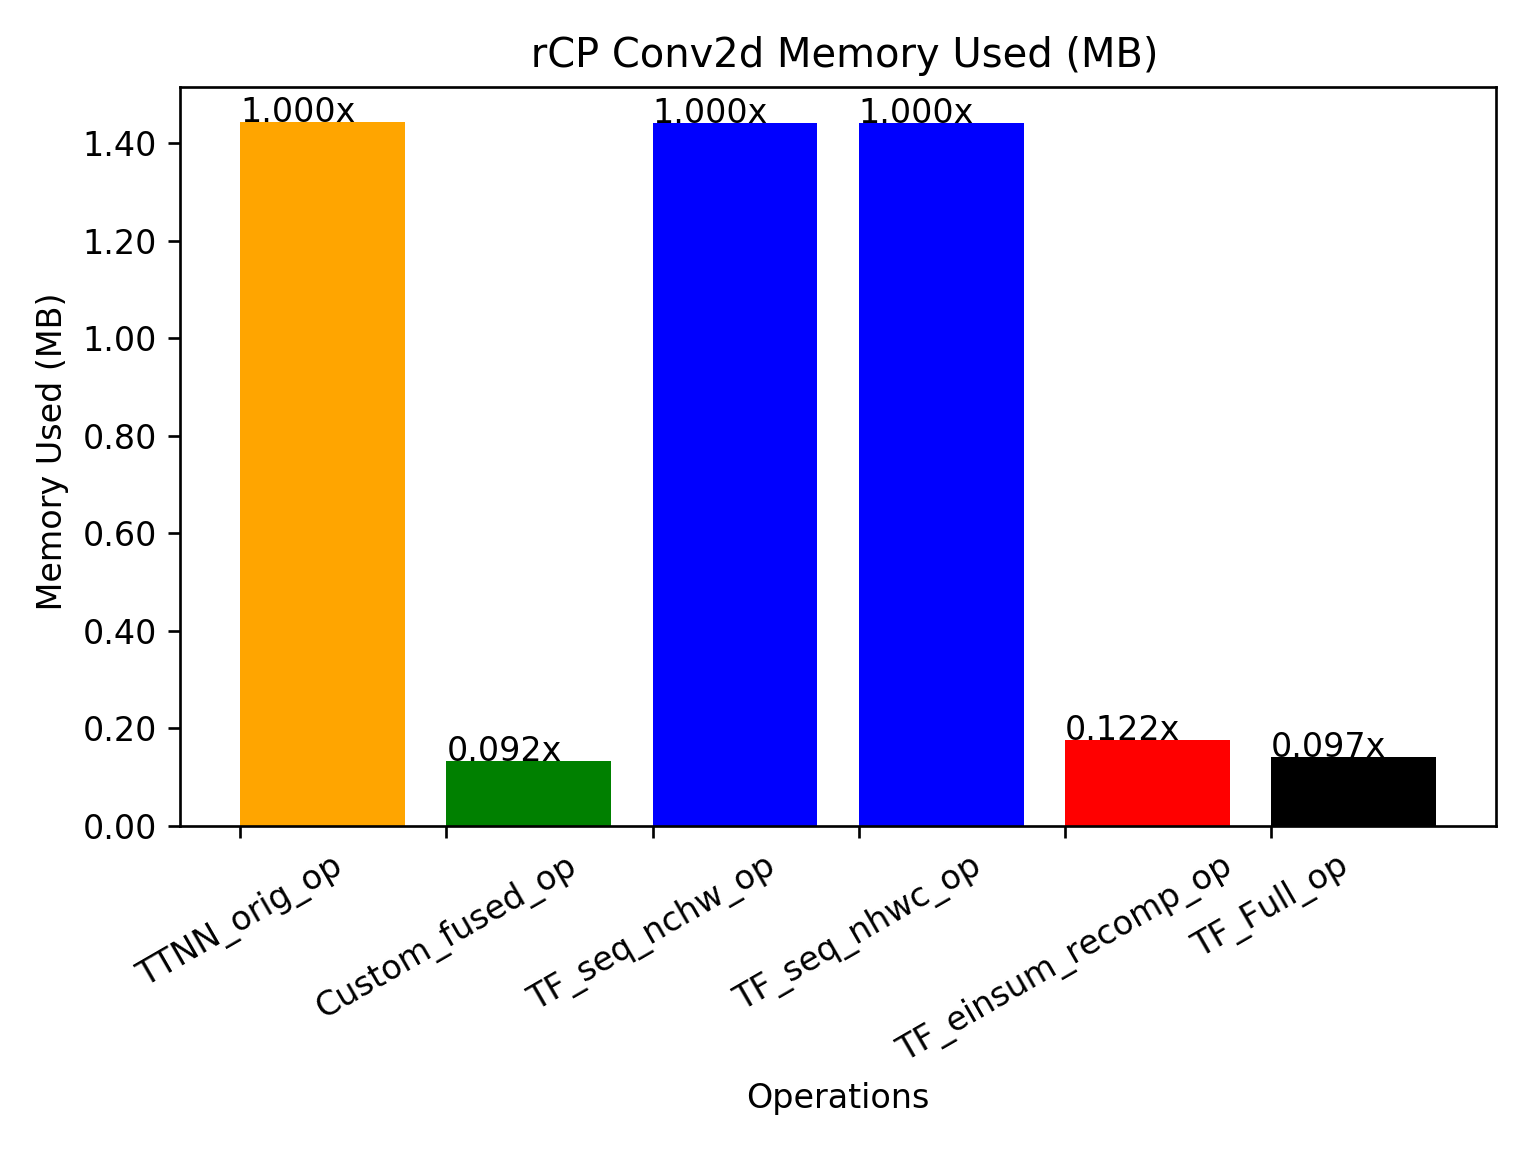 rCP Conv2d Memory Used (MB)
1.000x
0.092x
1.000x
1.000x
0.122x
0.097x
1.40
1.20
1.00
0.80
0.60
0.40
0.20
0.00
Memory Used (MB)
TTNN_orig_op
Custom_fused_op
TF_seq_nchw_op
TF_seq_nhwc_op
TF_einsum_recomp_op
TF_Full_op
Operations